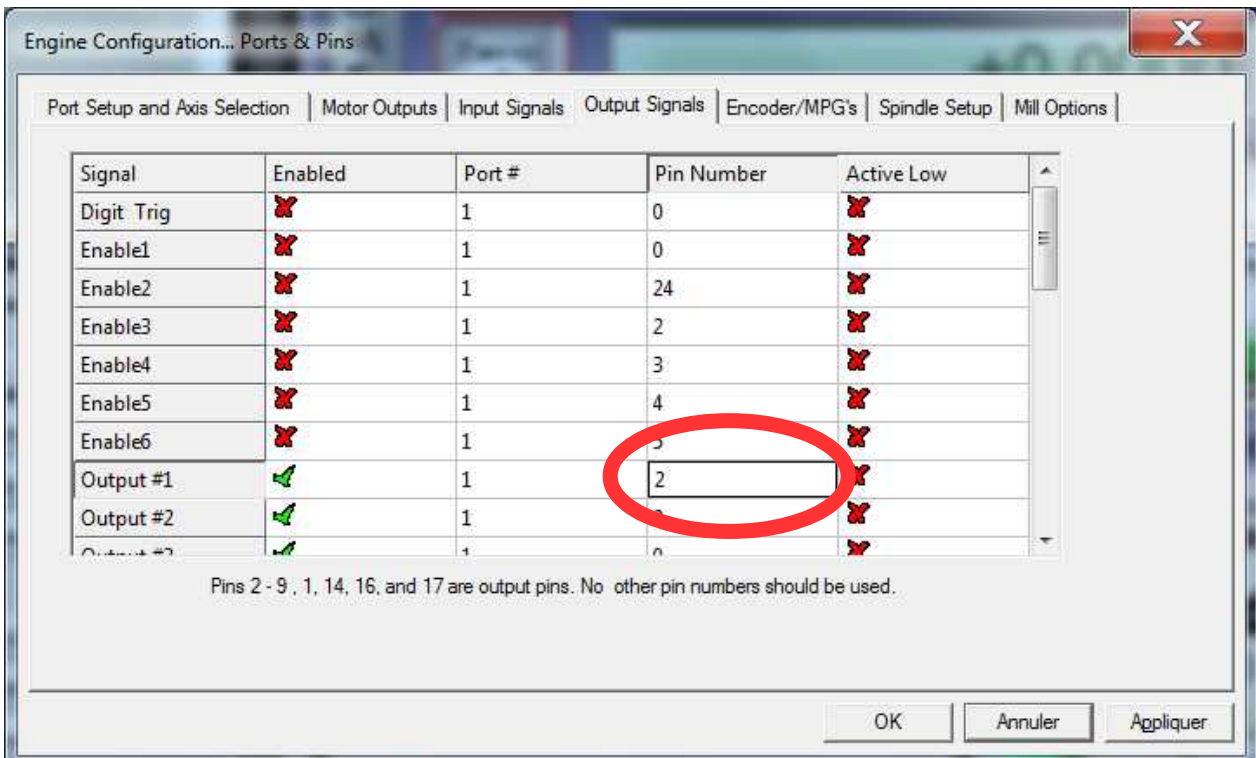 Engine Configuration... Ports & Pins
Port Setup and Axis Selection Motor Outputs Input Signals Output Signals Encoder/MPG's Spindle Setup Mill Options
Signal Enabled Port # Pin Number Active Low
Digit Trig 1 0
Enable1 1 0
Enable2 1 24
Enable3 1 2
Enable4 1 3
Enable5 1 4
Enable6 1
Output #1 1 2
Output #2 1
Pins 2 - 9 , 1, 14, 16, and 17 are output pins. No other pin numbers should be used.
OK Annuler Appliquer